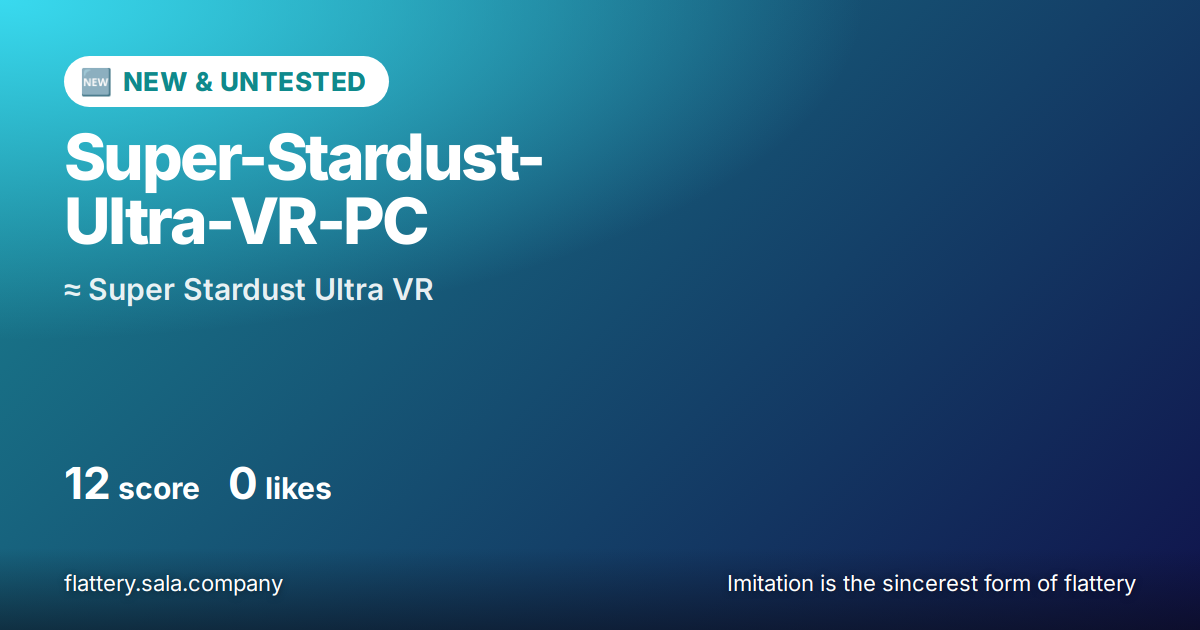 🆕 NEW & UNTESTED
Super-Stardust-
Ultra-VR-PC
≈ Super Stardust Ultra VR
12 score 0 likes
flattery.sala.company
Imitation is the sincerest form of flattery